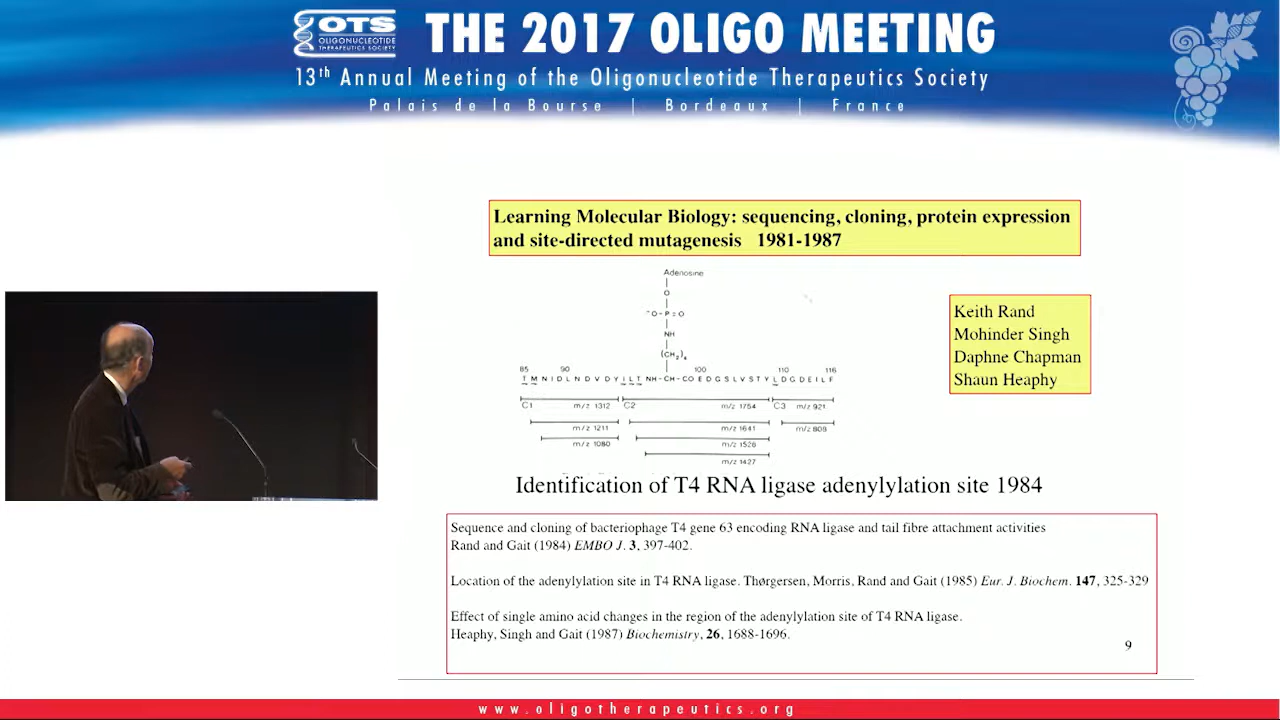 OTS
OLIGONUCLEOTIDE
THERAPEUTICS SOCIETY
THE 2017 OLIGO MEETING
13th Annual Meeting of the Oligonucleotide Therapeutics Society
Palais de la Bourse | Bordeaux | France
Learning Molecular Biology: sequencing, cloning, protein expression
and site-directed mutagenesis 1981-1987
Adenosine
O
⁻O-P=O
NH
(CH₂)₄
85 90 100 110 116
T M N I D L N D V D Y I L T NH-CH-CO E D G S L V S T Y L D G D E I L F
C1 m/z 1312 C2 m/z 1754 C3 m/z 921
m/z 1211 m/z 1641 m/z 808
m/z 1080 m/z 1528
m/z 1427
Keith Rand
Mohinder Singh
Daphne Chapman
Shaun Heaphy
Identification of T4 RNA ligase adenylylation site 1984
Sequence and cloning of bacteriophage T4 gene 63 encoding RNA ligase and tail fibre attachment activities
Rand and Gait (1984) EMBO J. 3, 397-402.
Location of the adenylylation site in T4 RNA ligase. Thørgersen, Morris, Rand and Gait (1985) Eur. J. Biochem. 147, 325-329
Effect of single amino acid changes in the region of the adenylylation site of T4 RNA ligase.
Heaphy, Singh and Gait (1987) Biochemistry, 26, 1688-1696.
9
www.oligotherapeutics.org